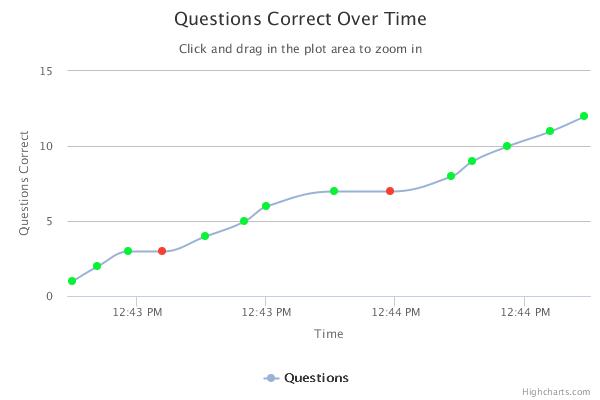 Questions Correct Over Time
Click and drag in the plot area to zoom in
15
10
5
0
Questions Correct
12:43 PM 12:43 PM 12:44 PM 12:44 PM
Time
Questions
Highcharts.com